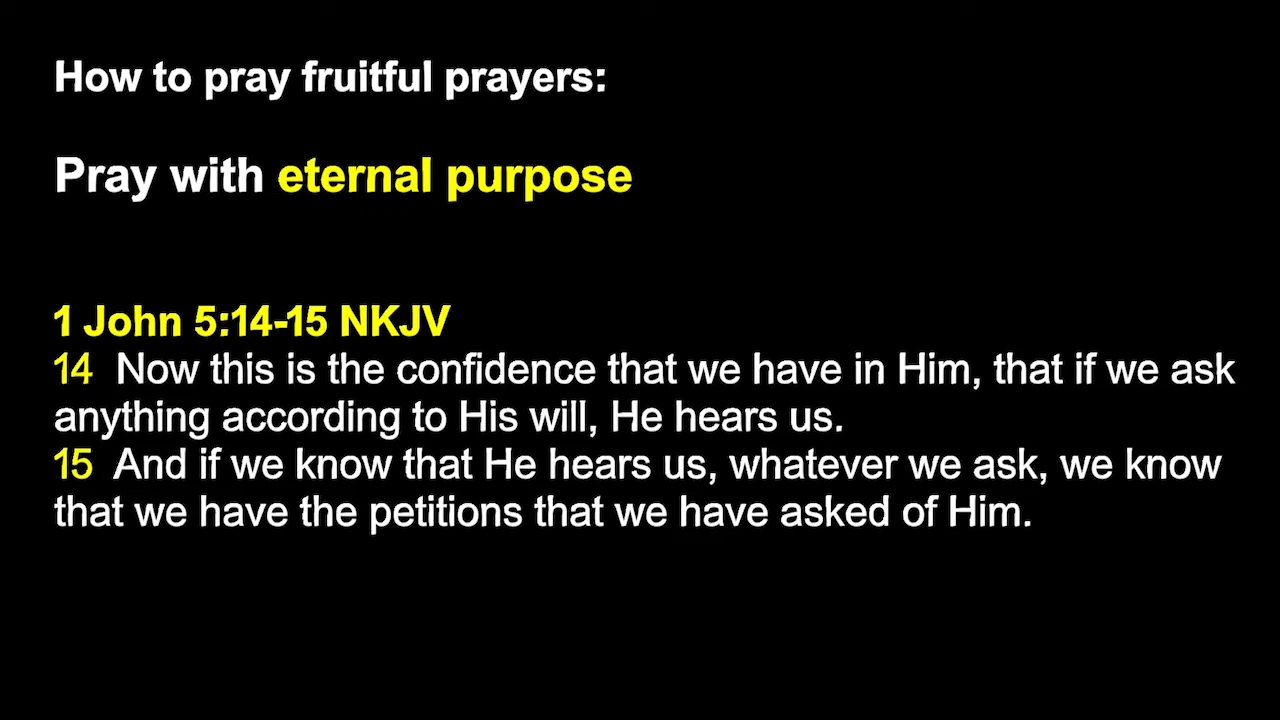 How to pray fruitful prayers:
Pray with eternal purpose
1 John 5:14-15 NKJV
14 Now this is the confidence that we have in Him, that if we ask
anything according to His will, He hears us.
15 And if we know that He hears us, whatever we ask, we know
that we have the petitions that we have asked of Him.